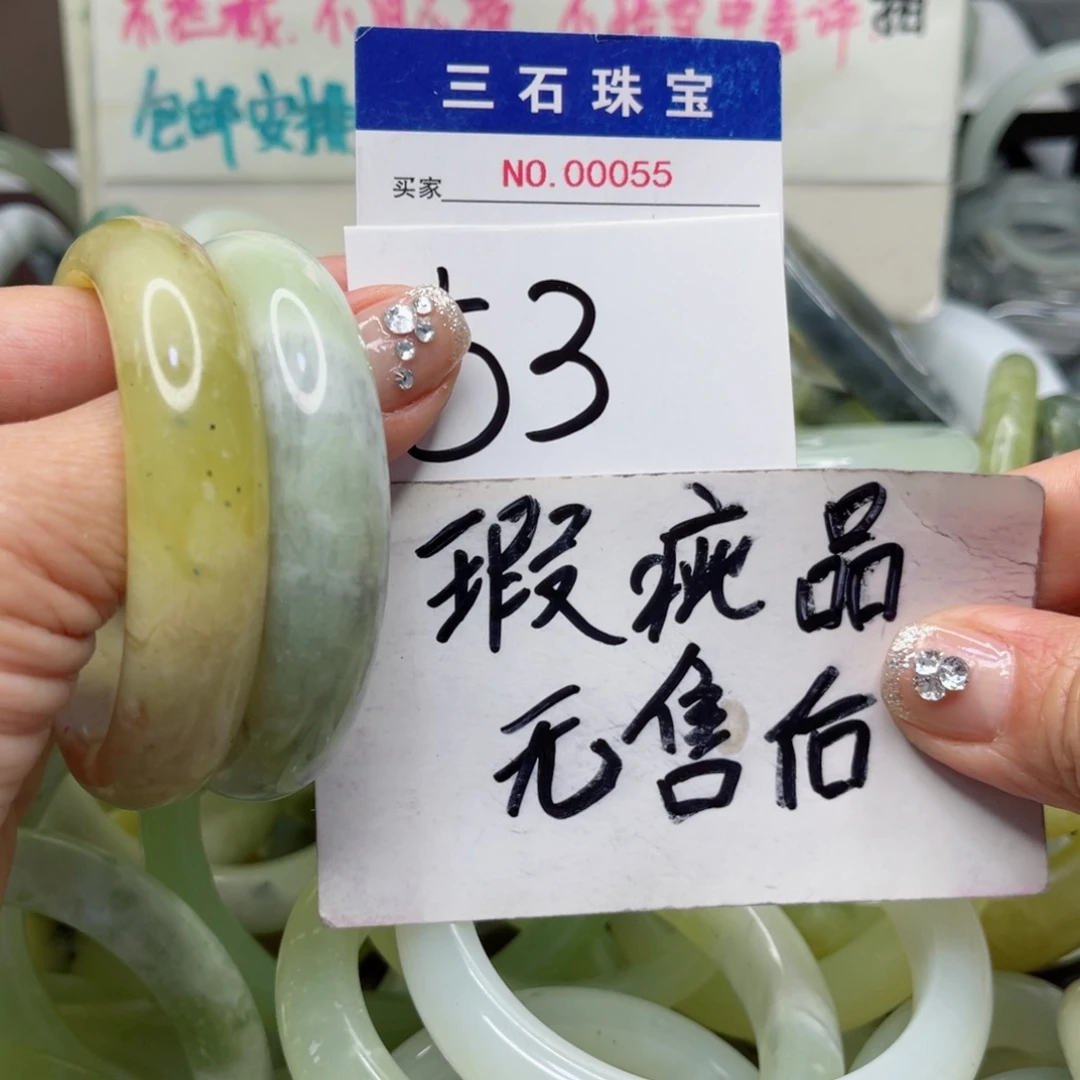 包邮安排
三石珠宝
买家 NO.00055
53
瑕疵品
无售后